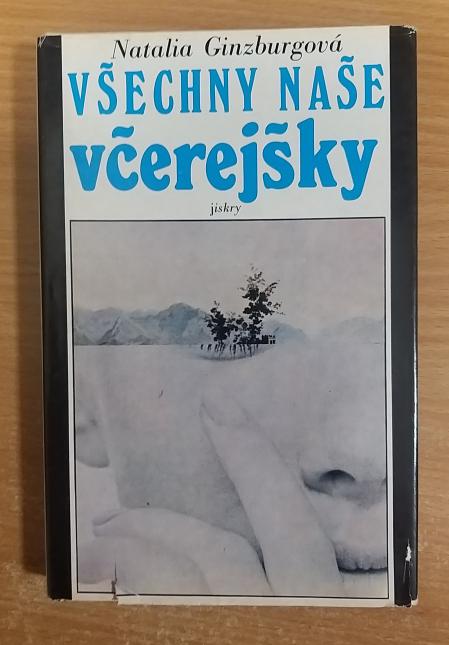 Natalia Ginzburgová
VŠECHNY NAŠE
včerejšky
jiskry